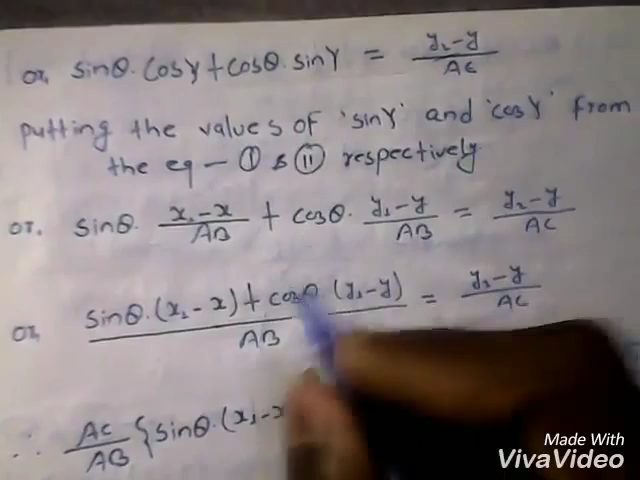 or, sinθ. cosγ + cosθ. sinγ = y₂-y / AC
putting the values of 'sinγ' and 'cosγ' from
the eq - Ⅰ & Ⅱ respectively
or. sinθ. x₁-x / AB + cosθ. y₁-y / AB = y₂-y / AC
or, sinθ.(x₁-x) + cosθ (y₁-y) / AB = y₂-y / AC
∴ AC / AB {sinθ.(x₁-x
Made With
VivaVideo